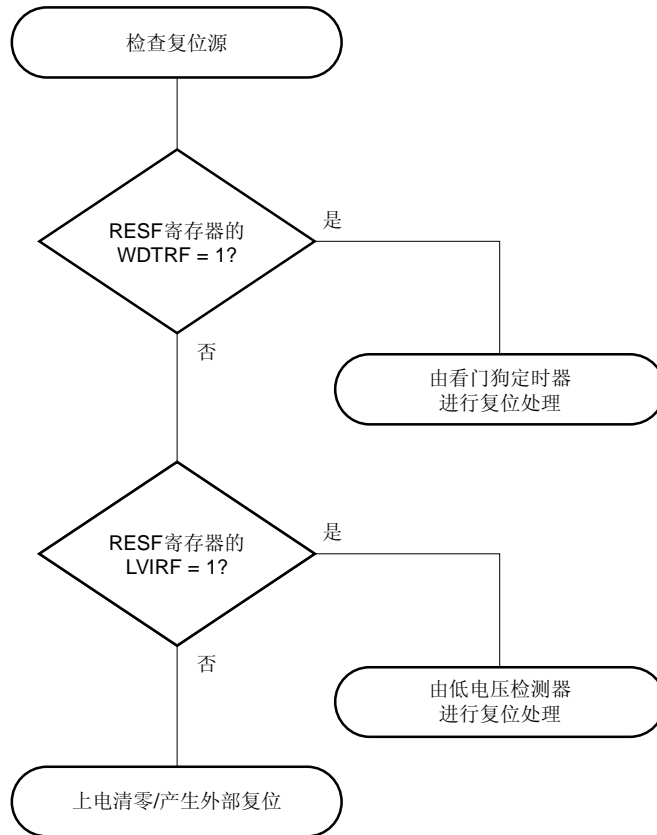 检查复位源
RESF寄存器的
WDTRF = 1?
是
否
由看门狗定时器
进行复位处理
RESF寄存器的
LVIRF = 1?
是
否
由低电压检测器
进行复位处理
上电清零/产生外部复位